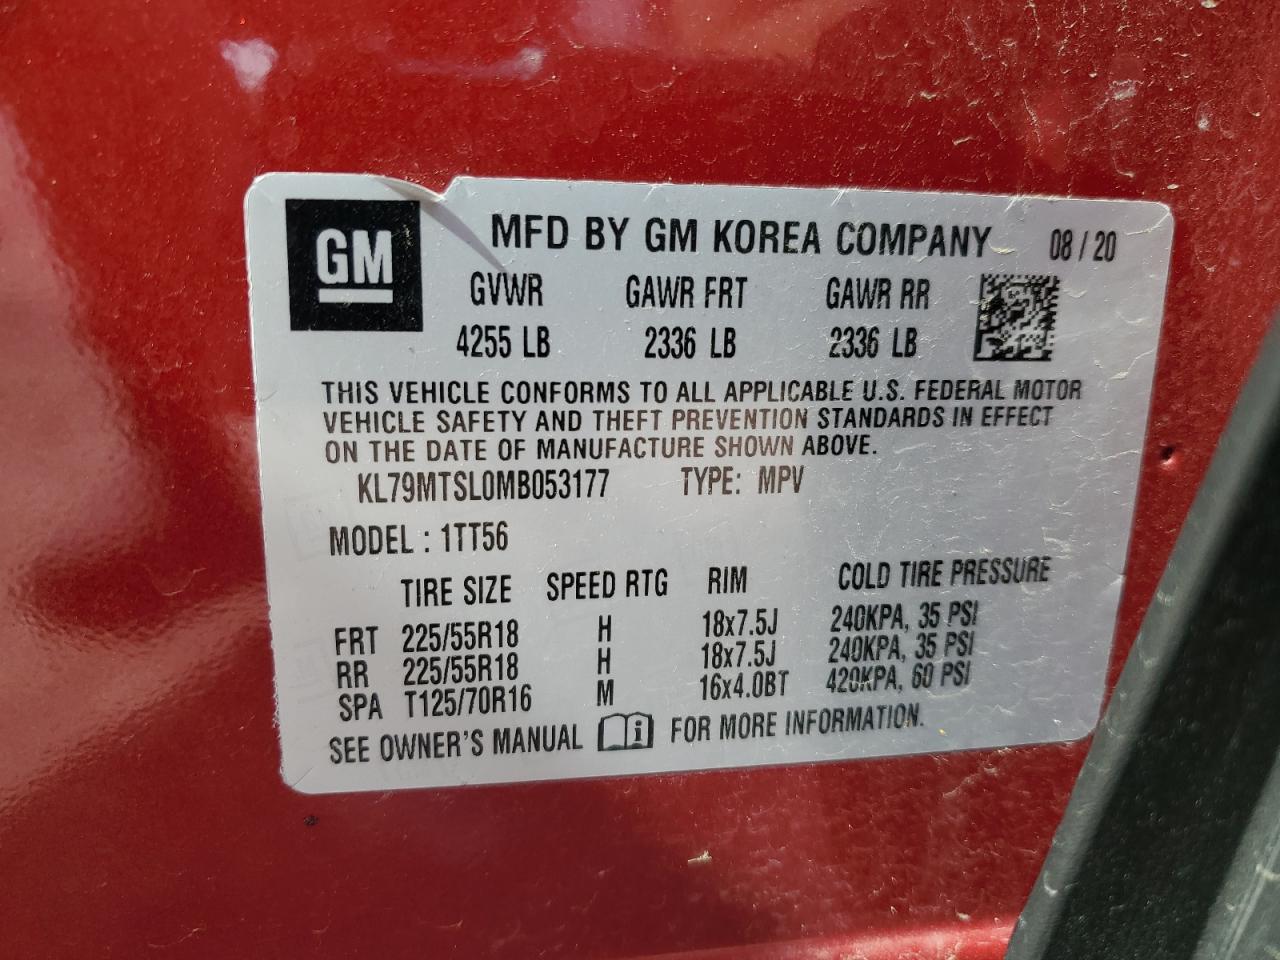 GM
MFD BY GM KOREA COMPANY 08 / 20
GVWR GAWR FRT GAWR RR
4255 LB 2336 LB 2336 LB
THIS VEHICLE CONFORMS TO ALL APPLICABLE U.S. FEDERAL MOTOR
VEHICLE SAFETY AND THEFT PREVENTION STANDARDS IN EFFECT
ON THE DATE OF MANUFACTURE SHOWN ABOVE.
KL79MTSL0MB053177 TYPE: MPV
MODEL : 1TT56
TIRE SIZE SPEED RTG RIM COLD TIRE PRESSURE
FRT 225/55R18 H 18x7.5J 240KPA, 35 PSI
RR 225/55R18 H 18x7.5J 240KPA, 35 PSI
SPA T125/70R16 M 16x4.0BT 420KPA, 60 PSI
SEE OWNER'S MANUAL i FOR MORE INFORMATION.